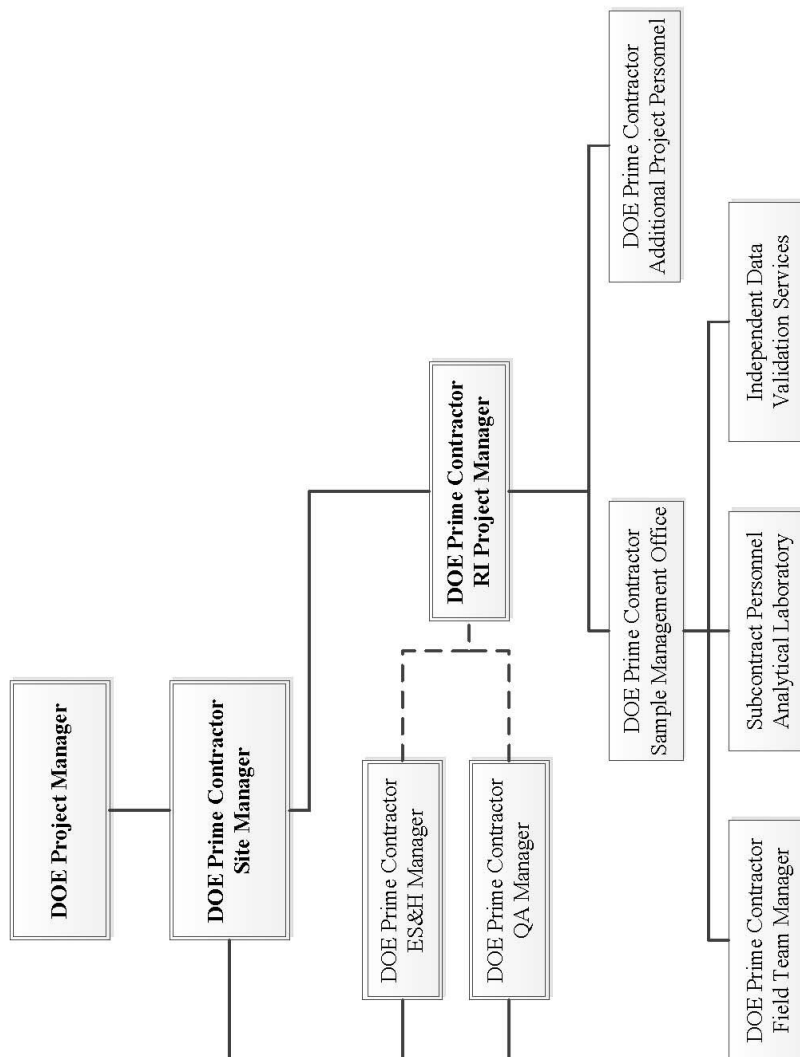 DOE Project Manager
DOE Prime Contractor
Site Manager
DOE Prime Contractor
ES&H Manager
DOE Prime Contractor
QA Manager
DOE Prime Contractor
RI Project Manager
DOE Prime Contractor
Sample Management Office
DOE Prime Contractor
Additional Project Personnel
DOE Prime Contractor
Field Team Manager
Subcontract Personnel
Analytical Laboratory
Independent Data
Validation Services